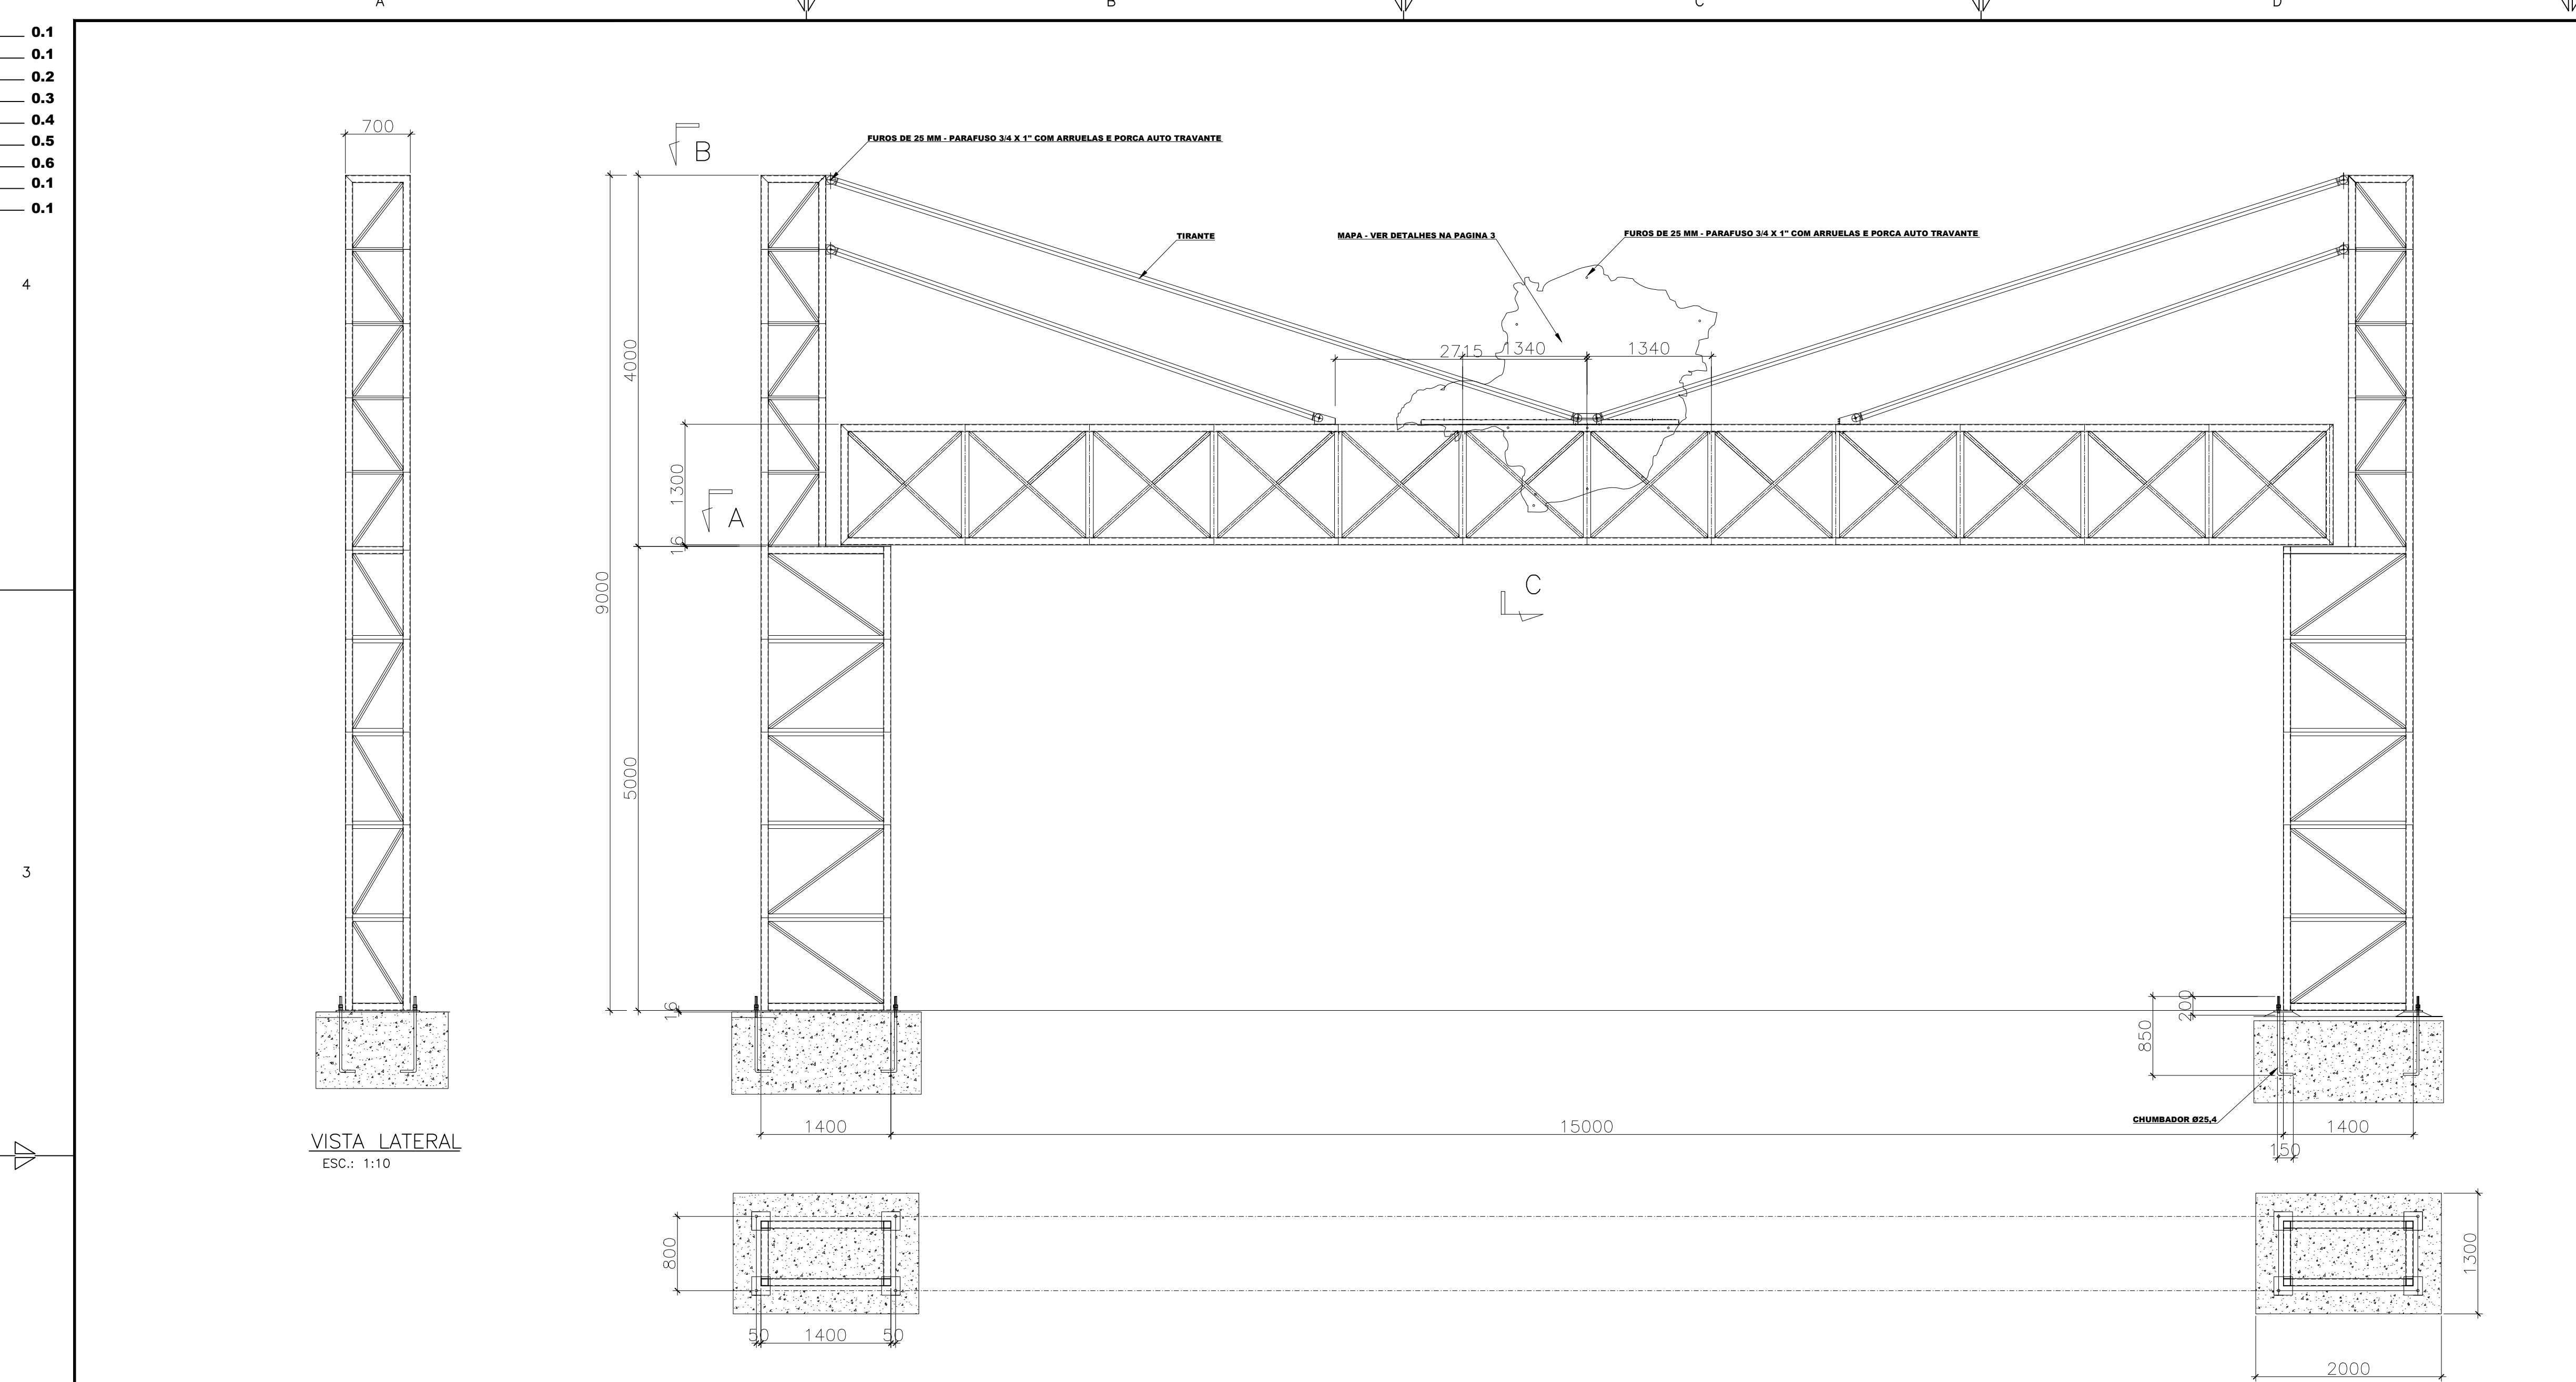 A
B
C
D
0.1
0.1
0.2
0.3
0.4
0.5
0.6
0.1
0.1
700
B
FUROS DE 25 MM - PARAFUSO 3/4 X 1" COM ARRUELAS E PORCA AUTO TRAVANTE
TIRANTE
MAPA - VER DETALHES NA PAGINA 3
FUROS DE 25 MM - PARAFUSO 3/4 X 1" COM ARRUELAS E PORCA AUTO TRAVANTE
4
4000
2715
1340
1340
1300
A
16
9000
C
5000
3
16
200
850
CHUMBADOR Ø25,4
1400
15000
1400
150
VISTA LATERAL
ESC.: 1:10
800
1300
50
1400
50
2000